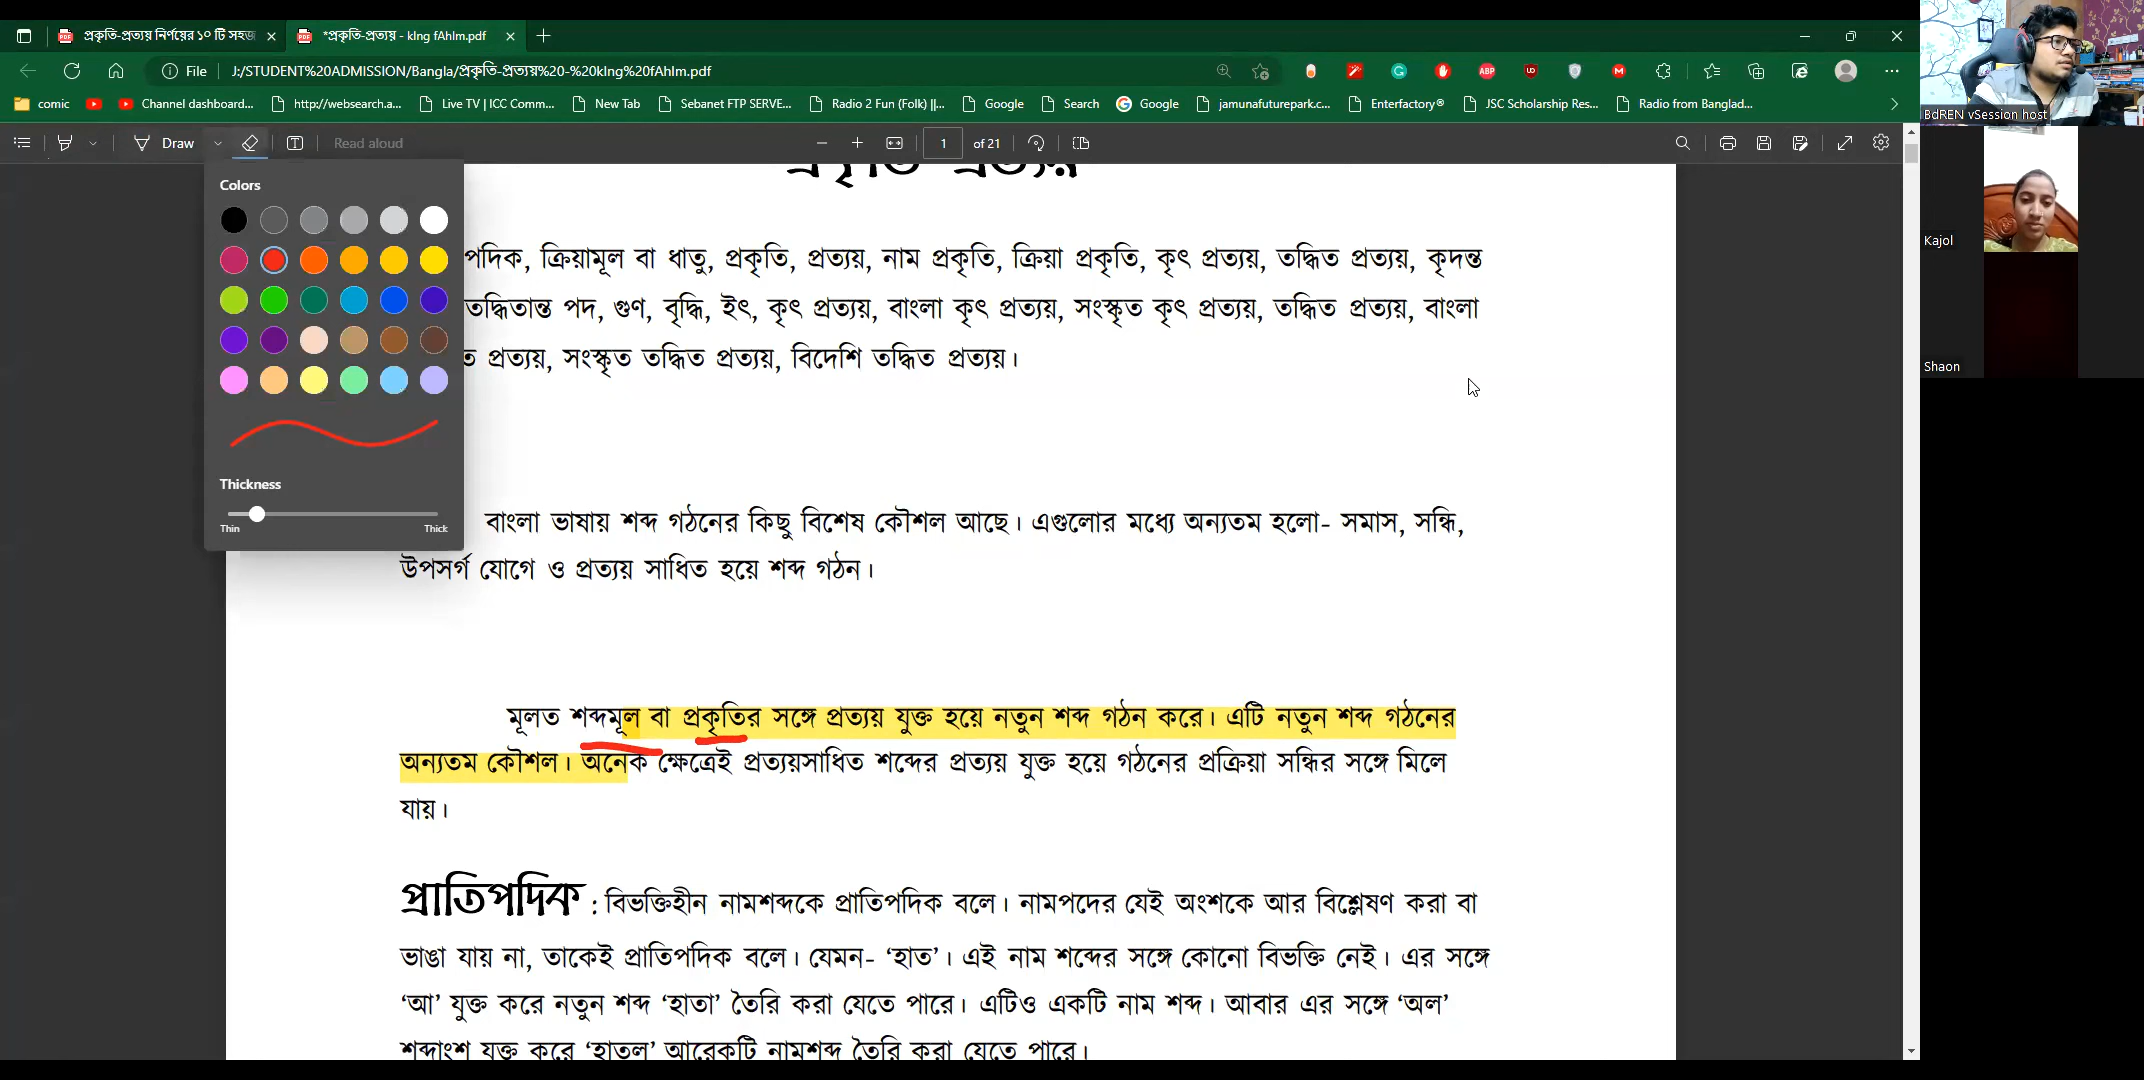 প্রকৃতি-প্রত্যয় নির্ণয়ের ১০ টি সহজ
*প্রকৃতি-প্রত্যয় - kIng fAhIm.pdf
File
J:/STUDENT%20ADMISSION/Bangla/প্রকৃতি-প্রত্যয়%20-%20kIng%20fAhIm.pdf
comic
Channel dashboard...
http://websearch.a...
Live TV | ICC Comm...
New Tab
Sebanet FTP SERVE...
Radio 2 Fun (Folk) ||...
Google
Search
Google
jamunafuturepark.c...
Enterfactory®
JSC Scholarship Res...
Radio from Banglad...
Draw
Read aloud
1
of 21
Colors
Thickness
Thin
Thick
প্রকৃতি প্রত্যয়
পদিক, ক্রিয়ামূল বা ধাতু, প্রকৃতি, প্রত্যয়, নাম প্রকৃতি, ক্রিয়া প্রকৃতি, কৃৎ প্রত্যয়, তদ্ধিত প্রত্যয়, কৃদন্ত
তদ্ধিতান্ত পদ, গুণ, বৃদ্ধি, ইৎ, কৃৎ প্রত্যয়, বাংলা কৃৎ প্রত্যয়, সংস্কৃত কৃৎ প্রত্যয়, তদ্ধিত প্রত্যয়, বাংলা
ত প্রত্যয়, সংস্কৃত তদ্ধিত প্রত্যয়, বিদেশি তদ্ধিত প্রত্যয়।
বাংলা ভাষায় শব্দ গঠনের কিছু বিশেষ কৌশল আছে। এগুলোর মধ্যে অন্যতম হলো- সমাস, সন্ধি,
উপসর্গ যোগে ও প্রত্যয় সাধিত হয়ে শব্দ গঠন।
মূলত শব্দমূল বা প্রকৃতির সঙ্গে প্রত্যয় যুক্ত হয়ে নতুন শব্দ গঠন করে। এটি নতুন শব্দ গঠনের
অন্যতম কৌশল। অনেক ক্ষেত্রেই প্রত্যয়সাধিত শব্দের প্রত্যয় যুক্ত হয়ে গঠনের প্রক্রিয়া সন্ধির সঙ্গে মিলে
যায়।
প্রাতিপদিক : বিভক্তিহীন নামশব্দকে প্রাতিপদিক বলে। নামপদের যেই অংশকে আর বিশ্লেষণ করা বা
ভাঙা যায় না, তাকেই প্রাতিপদিক বলে। যেমন- ‘হাত’। এই নাম শব্দের সঙ্গে কোনো বিভক্তি নেই। এর সঙ্গে
‘আ’ যুক্ত করে নতুন শব্দ ‘হাতা’ তৈরি করা যেতে পারে। এটিও একটি নাম শব্দ। আবার এর সঙ্গে ‘অল’
শব্দাংশ যুক্ত করে ‘হাতল’ আরেকটি নামশব্দ তৈরি করা যেতে পারে।
BdREN vSession host
Kajol
Shaon